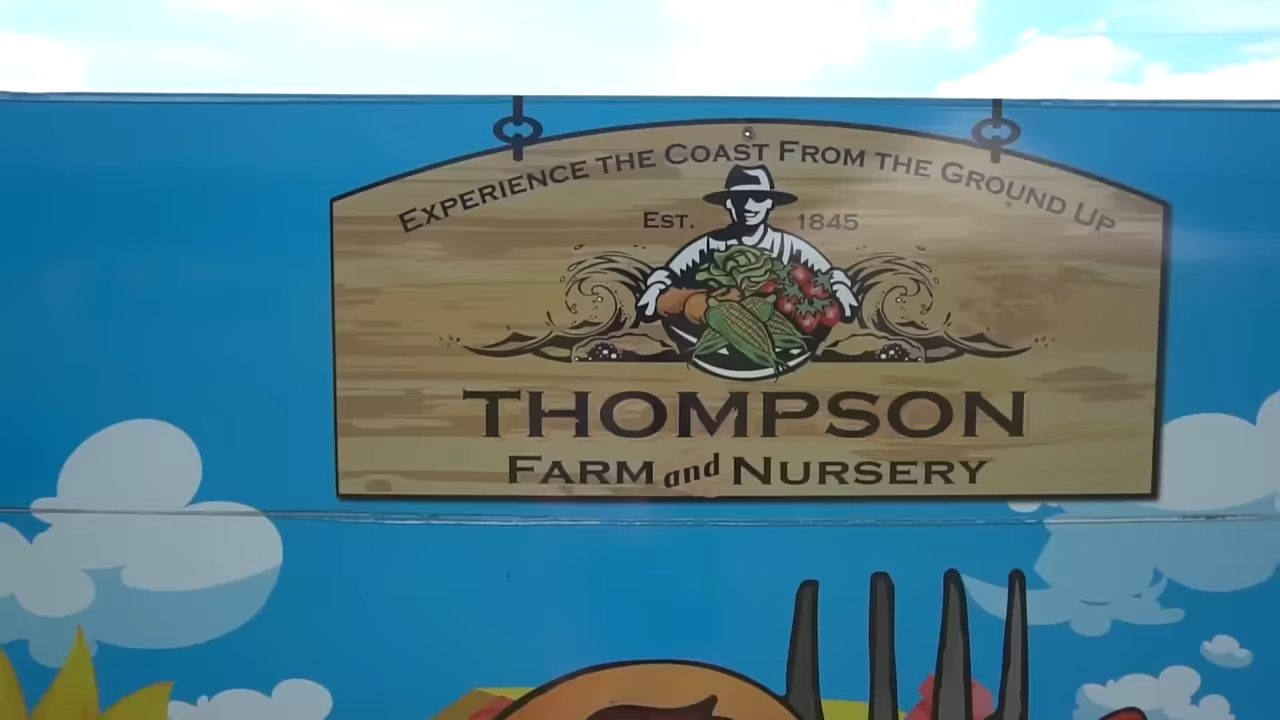 Experience the Coast From the Ground Up
Est. 1845
Thompson
Farm and Nursery